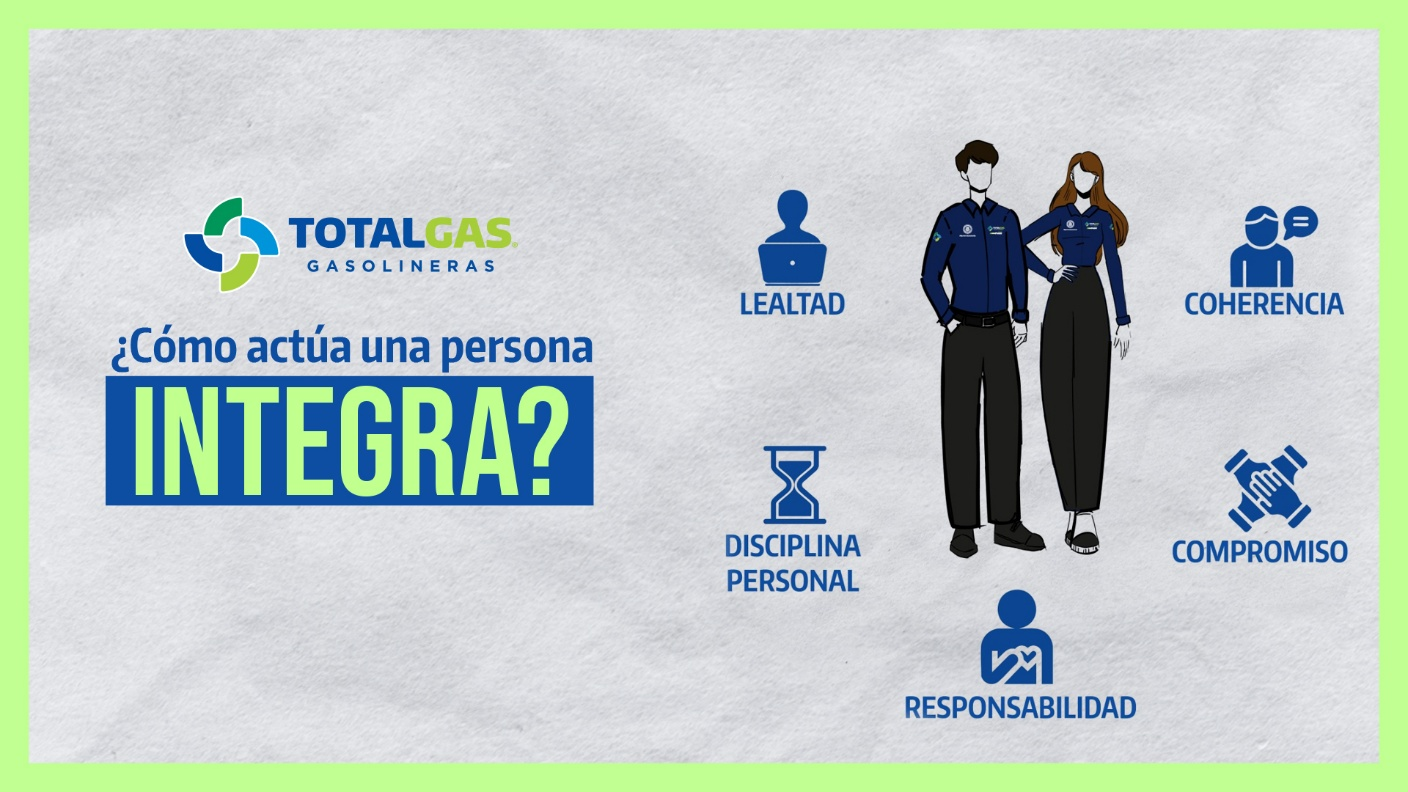 TOTALGAS
GASOLINERAS
¿Cómo actúa una persona
INTEGRA?
LEALTAD
COHERENCIA
DISCIPLINA
PERSONAL
COMPROMISO
RESPONSABILIDAD